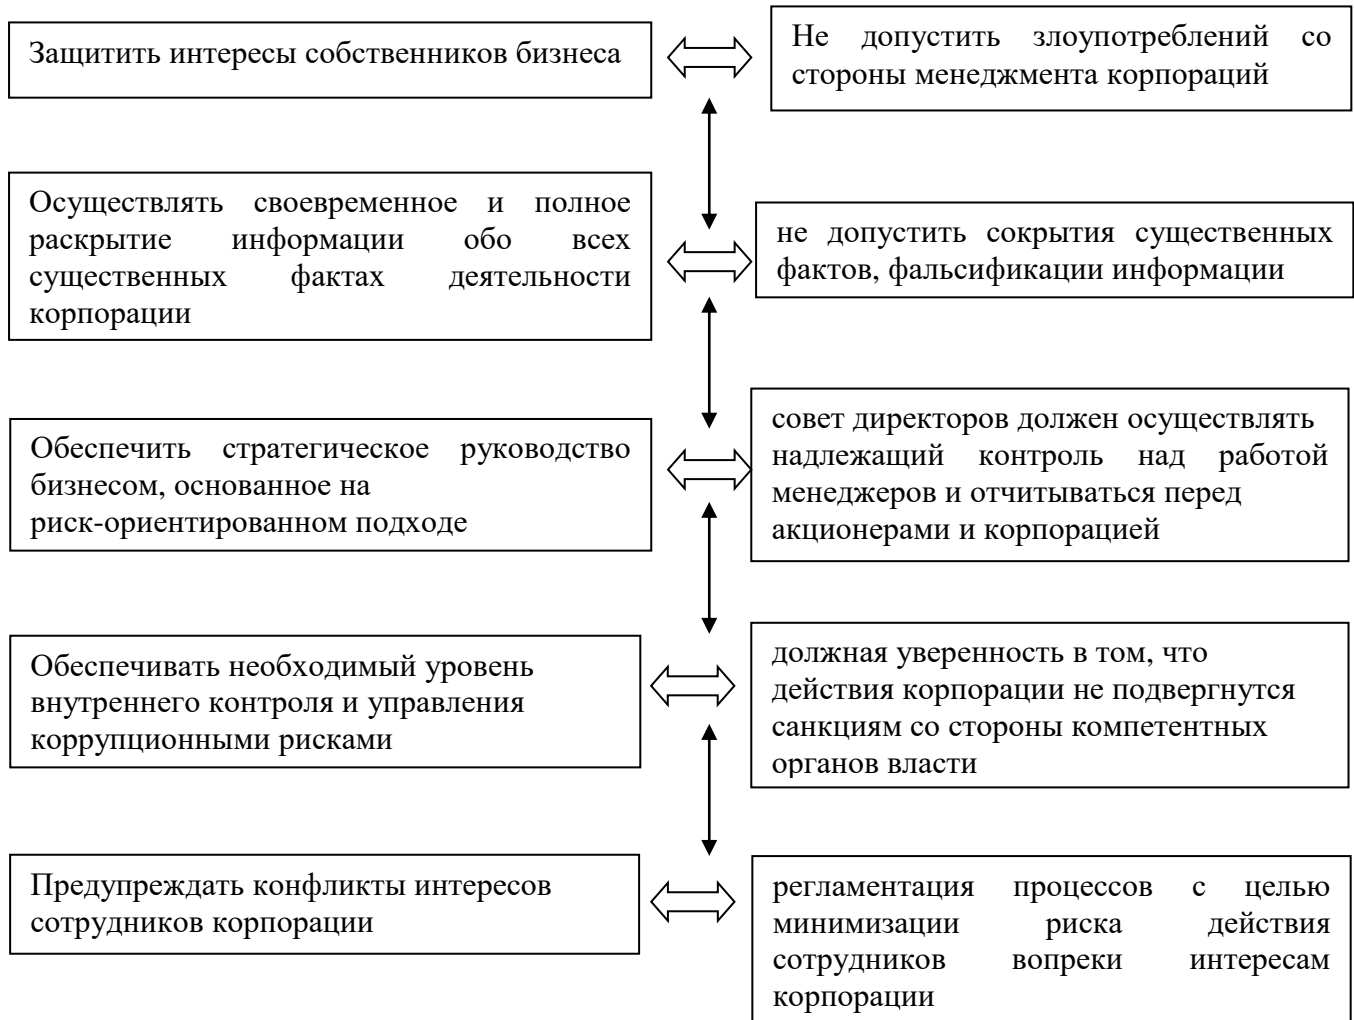 Защитить интересы собственников бизнеса
Не допустить злоупотреблений со
стороны менеджмента корпораций
Осуществлять своевременное и полное
раскрытие информации обо всех
существенных фактах деятельности
корпорации
не допустить сокрытия существенных
фактов, фальсификации информации
Обеспечить стратегическое руководство
бизнесом, основанное на
риск-ориентированном подходе
совет директоров должен осуществлять
надлежащий контроль над работой
менеджеров и отчитываться перед
акционерами и корпорацией
Обеспечивать необходимый уровень
внутреннего контроля и управления
коррупционными рисками
должная уверенность в том, что
действия корпорации не подвергнутся
санкциям со стороны компетентных
органов власти
Предупреждать конфликты интересов
сотрудников корпорации
регламентация процессов с целью
минимизации риска действия
сотрудников вопреки интересам
корпорации